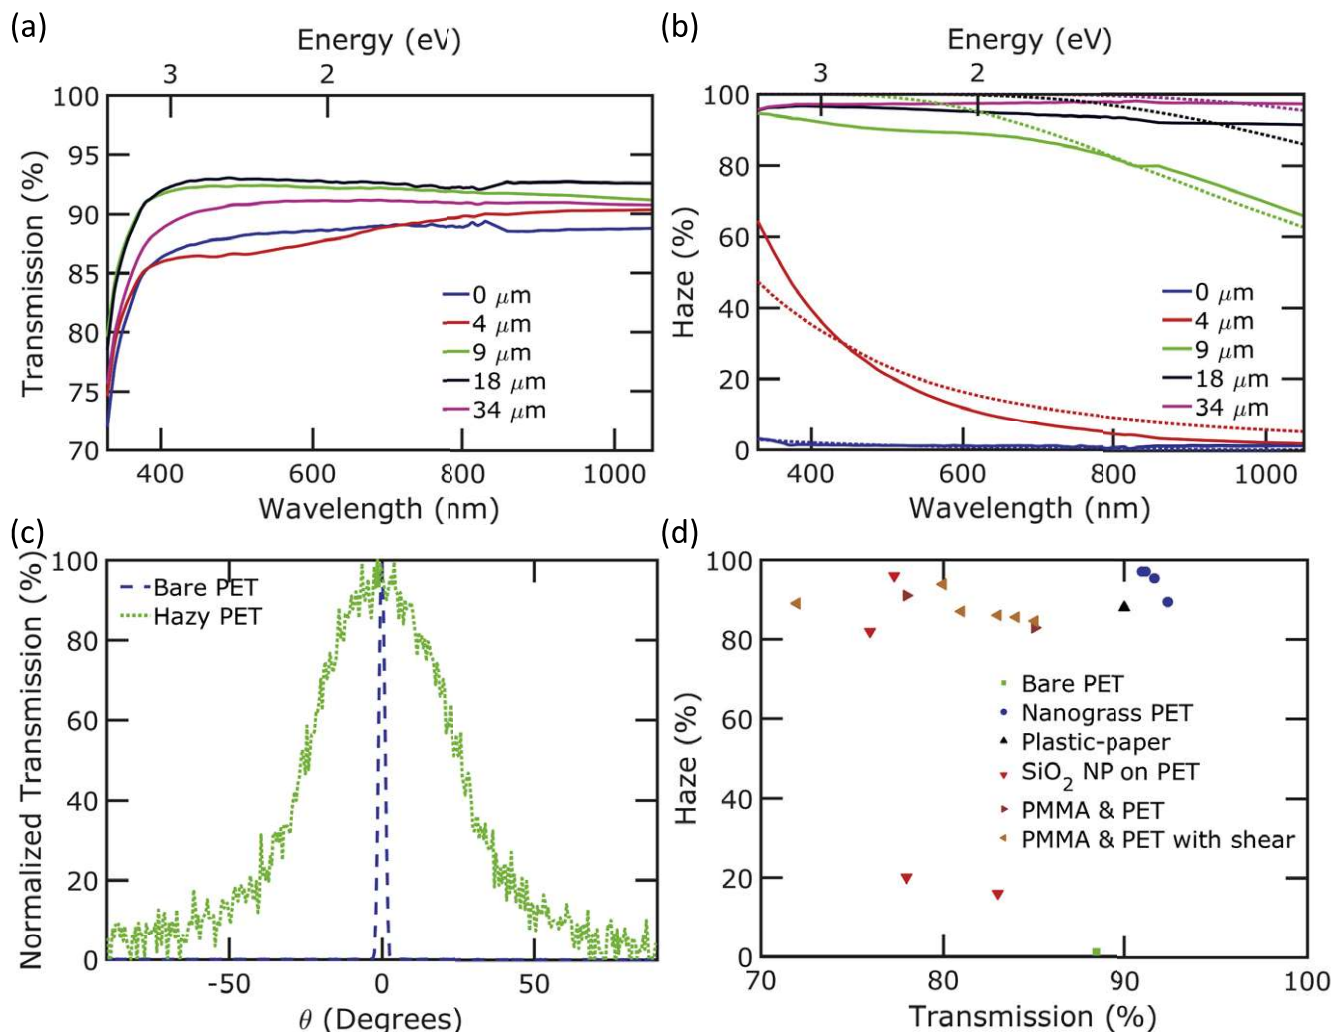 (a)
Energy (eV)
3 2
Transmission (%)
100
95
90
85
80
75
70
0 μm
4 μm
9 μm
18 μm
34 μm
400 600 800 1000
Wavelength (nm)
(b)
Energy (eV)
3 2
Haze (%)
100
80
60
40
20
0
0 μm
4 μm
9 μm
18 μm
34 μm
400 600 800 1000
Wavelength (nm)
(c)
Normalized Transmission (%)
100
80
60
40
20
0
Bare PET
Hazy PET
-50 0 50
θ (Degrees)
(d)
Haze (%)
100
80
60
40
20
0
Bare PET
Nanograss PET
Plastic-paper
SiO₂ NP on PET
PMMA & PET
PMMA & PET with shear
70 80 90 100
Transmission (%)